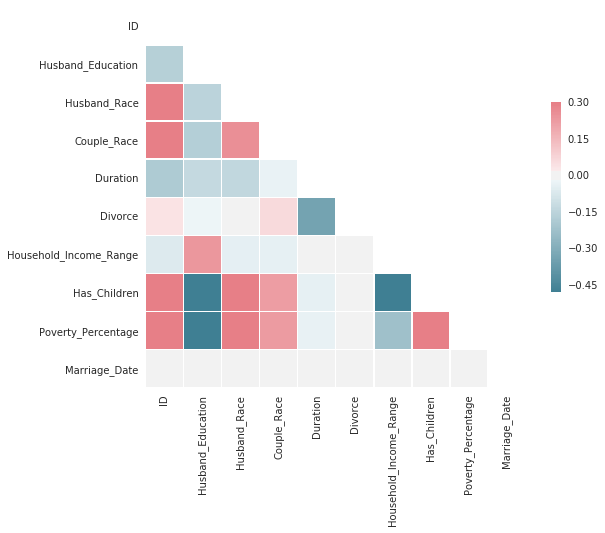 ID
Husband_Education
Husband_Race
Couple_Race
Duration
Divorce
Household_Income_Range
Has_Children
Poverty_Percentage
Marriage_Date
ID
Husband_Education
Husband_Race
Couple_Race
Duration
Divorce
Household_Income_Range
Has_Children
Poverty_Percentage
Marriage_Date
0.30
0.15
0.00
−0.15
−0.30
−0.45